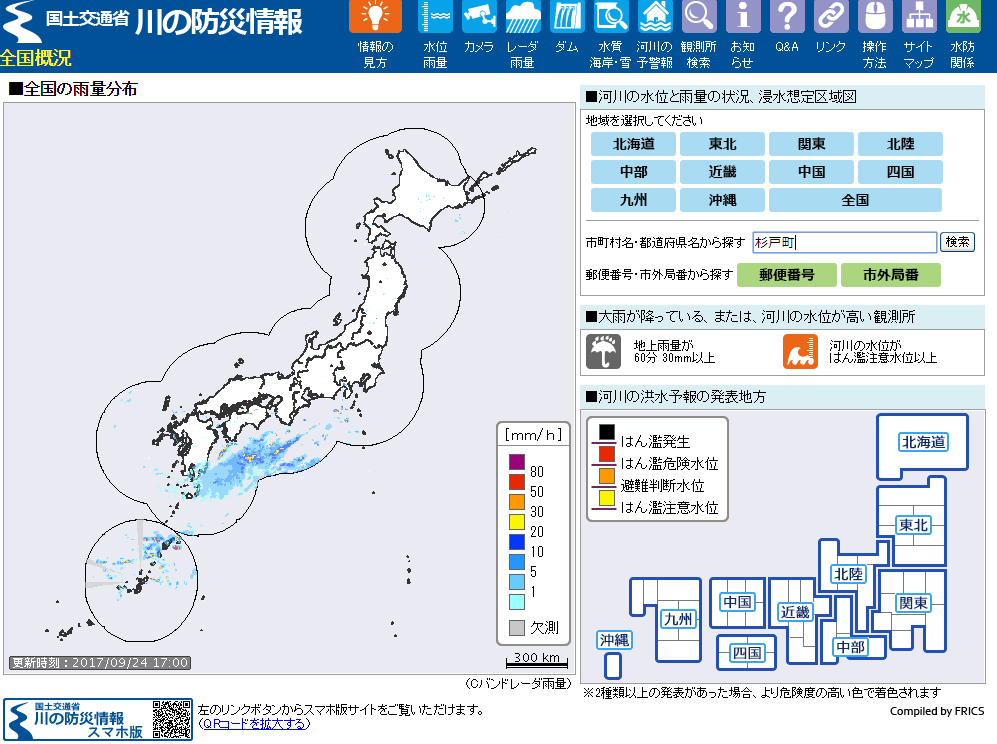 国土交通省 川の防災情報
全国概況
情報の
見方
水位
雨量
カメラ
レーダ
雨量
ダム
水質
海岸・雪
河川の
予警報
観測所
検索
お知
らせ
Q&A
リンク
操作
方法
サイト
マップ
水
水防
関係
■全国の雨量分布
[mm/h]
80
50
30
20
10
5
1
欠測
300 km
更新時刻：2017/09/24 17:00
(Cバンドレーダ雨量)
国土交通省
川の防災情報
スマホ版
左のリンクボタンからスマホ版サイトをご覧いただけます。
(QRコードを拡大する)
■河川の水位と雨量の状況、浸水想定区域図
地域を選択してください
北海道 東北 関東 北陸
中部 近畿 中国 四国
九州 沖縄 全国
市町村名・都道府県名から探す 杉戸町 検索
郵便番号・市外局番から探す 郵便番号 市外局番
■大雨が降っている、または、河川の水位が高い観測所
地上雨量が
60分 30mm以上
河川の水位が
はん濫注意水位以上
■河川の洪水予報の発表地方
はん濫発生
はん濫危険水位
避難判断水位
はん濫注意水位
北海道
東北
北陸
関東
中国
近畿
九州
沖縄
四国
中部
※2種類以上の発表があった場合、より危険度の高い色で着色されます
Compiled by FRICS